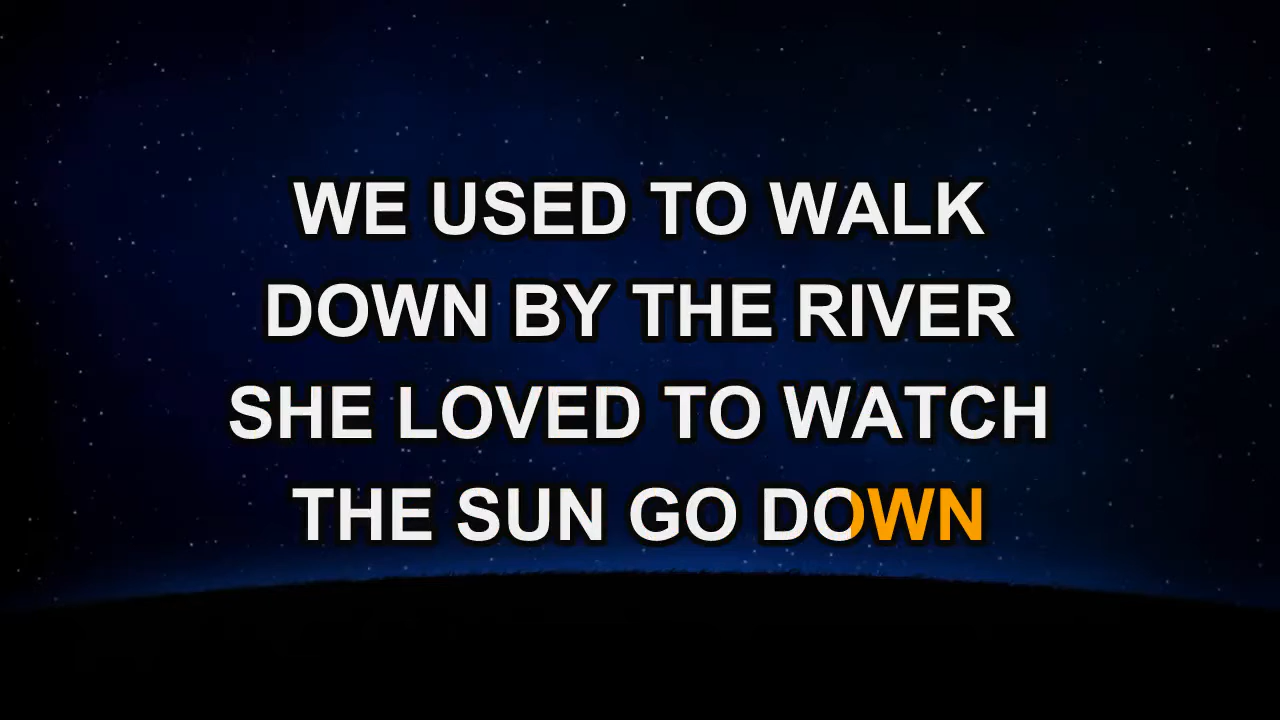 WE USED TO WALK
DOWN BY THE RIVER
SHE LOVED TO WATCH
THE SUN GO DOWN